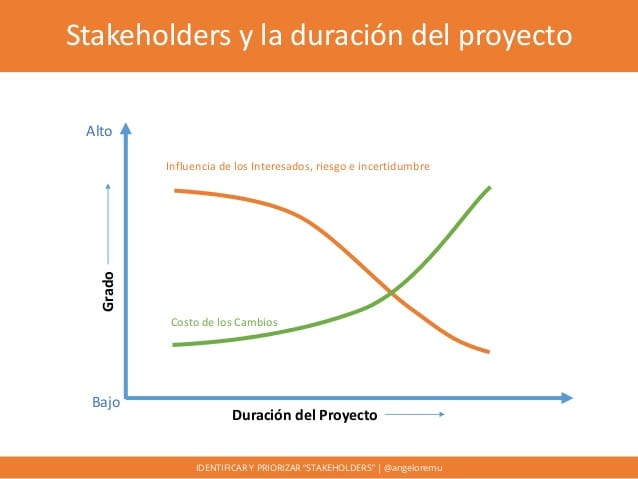 Stakeholders y la duración del proyecto
Alto
Influencia de los Interesados, riesgo e incertidumbre
Grado
Costo de los Cambios
Bajo
Duración del Proyecto
IDENTIFICAR Y PRIORIZAR "STAKEHOLDERS" | @angeloremu